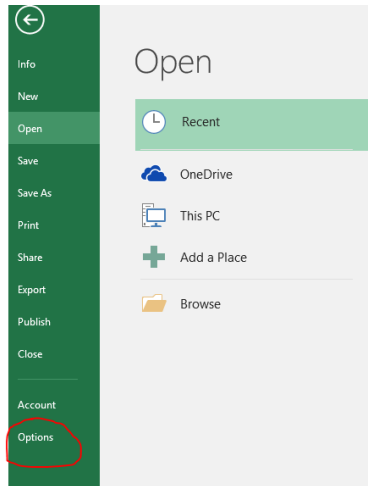 Info
New
Open
Save
Save As
Print
Share
Export
Publish
Close
Account
Options
Open
Recent
OneDrive
This PC
Add a Place
Browse